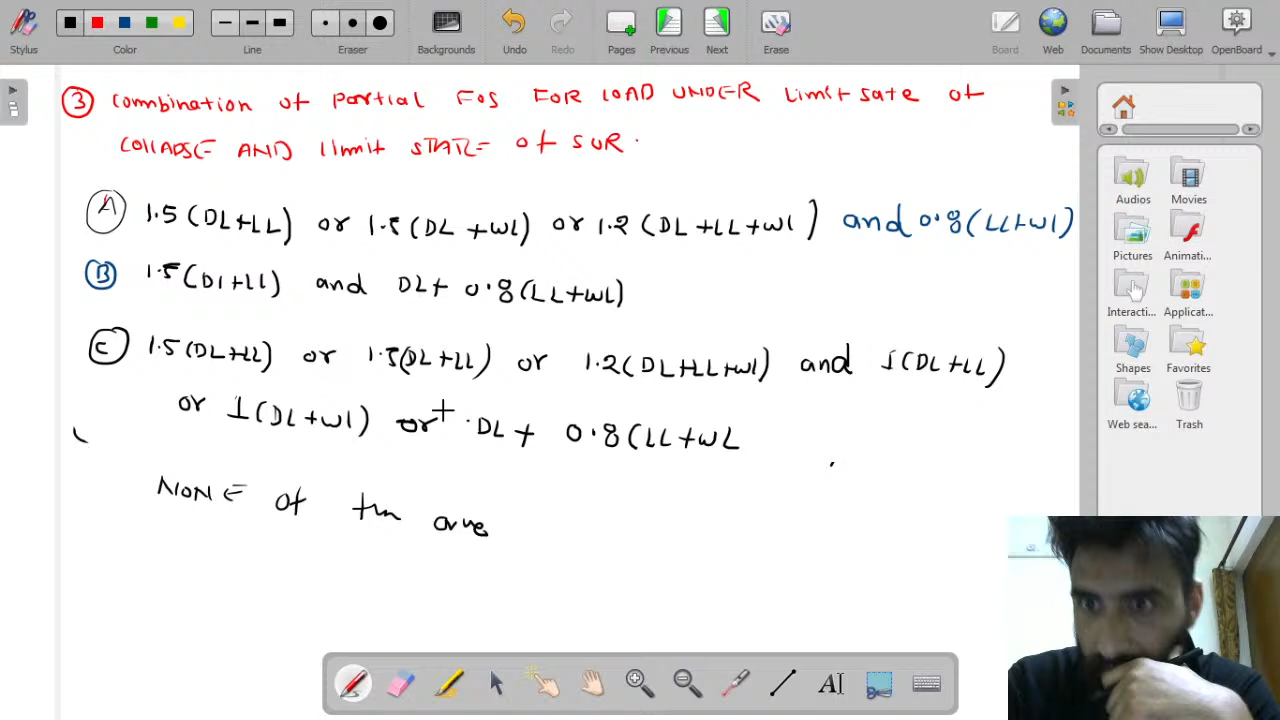 Stylus
Color
Line
Eraser
Backgrounds
Undo
Redo
Pages
Previous
Next
Erase
Board
Web
Documents
Show Desktop
OpenBoard
③ Combination of Partial FOS FOR LOAD UNDER limit sate of
COllAPSE AND limit STATE of SUR.
A 1.5(DL+LL) or 1.5(DL+Wl) or 1.2(DL+LL+Wl) and 0.8(LL+Wl)
B 1.5(Dl+Ll) and DL+ 0.8(LL+WL)
C 1.5(DL+LL) or 1.5(DL+LL) or 1.2(DL+LL+Wl) and 1(DL+LL)
or 1(DL+Wl) or + DL+ 0.8(LL+WL
NONE of
Audios
Movies
Pictures
Animati...
Interacti...
Applicat...
Shapes
Favorites
Web sea...
Trash